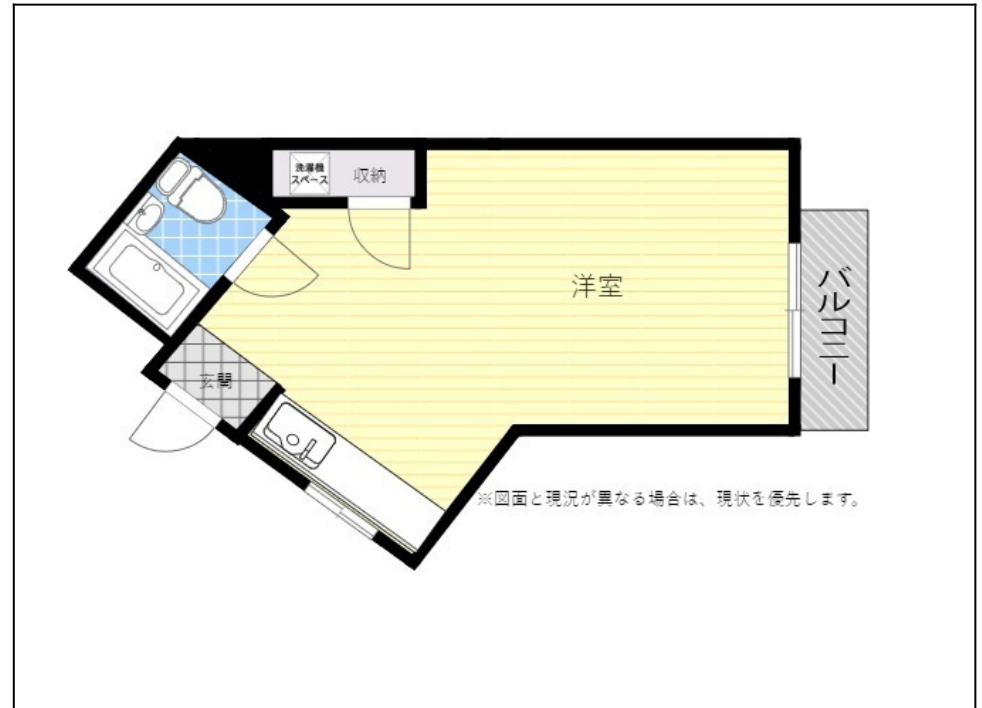 洗濯機
スペース
収納
洋室
バルコニー
玄関
※図面と現況が異なる場合は、現状を優先します。